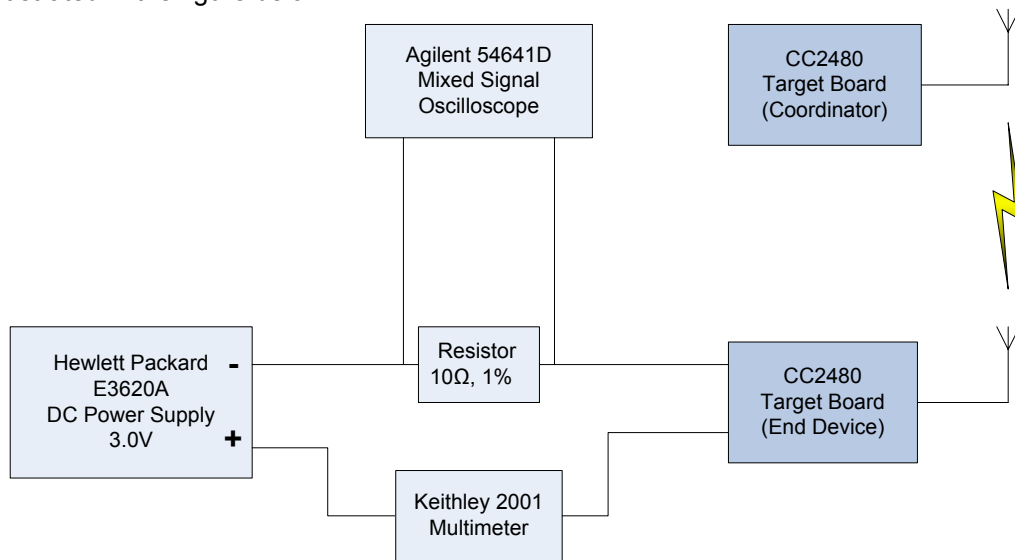 Agilent 54641D
Mixed Signal
Oscilloscope
CC2480
Target Board
(Coordinator)
Hewlett Packard
E3620A
DC Power Supply
3.0V
-
+
Resistor
10Ω, 1%
CC2480
Target Board
(End Device)
Keithley 2001
Multimeter